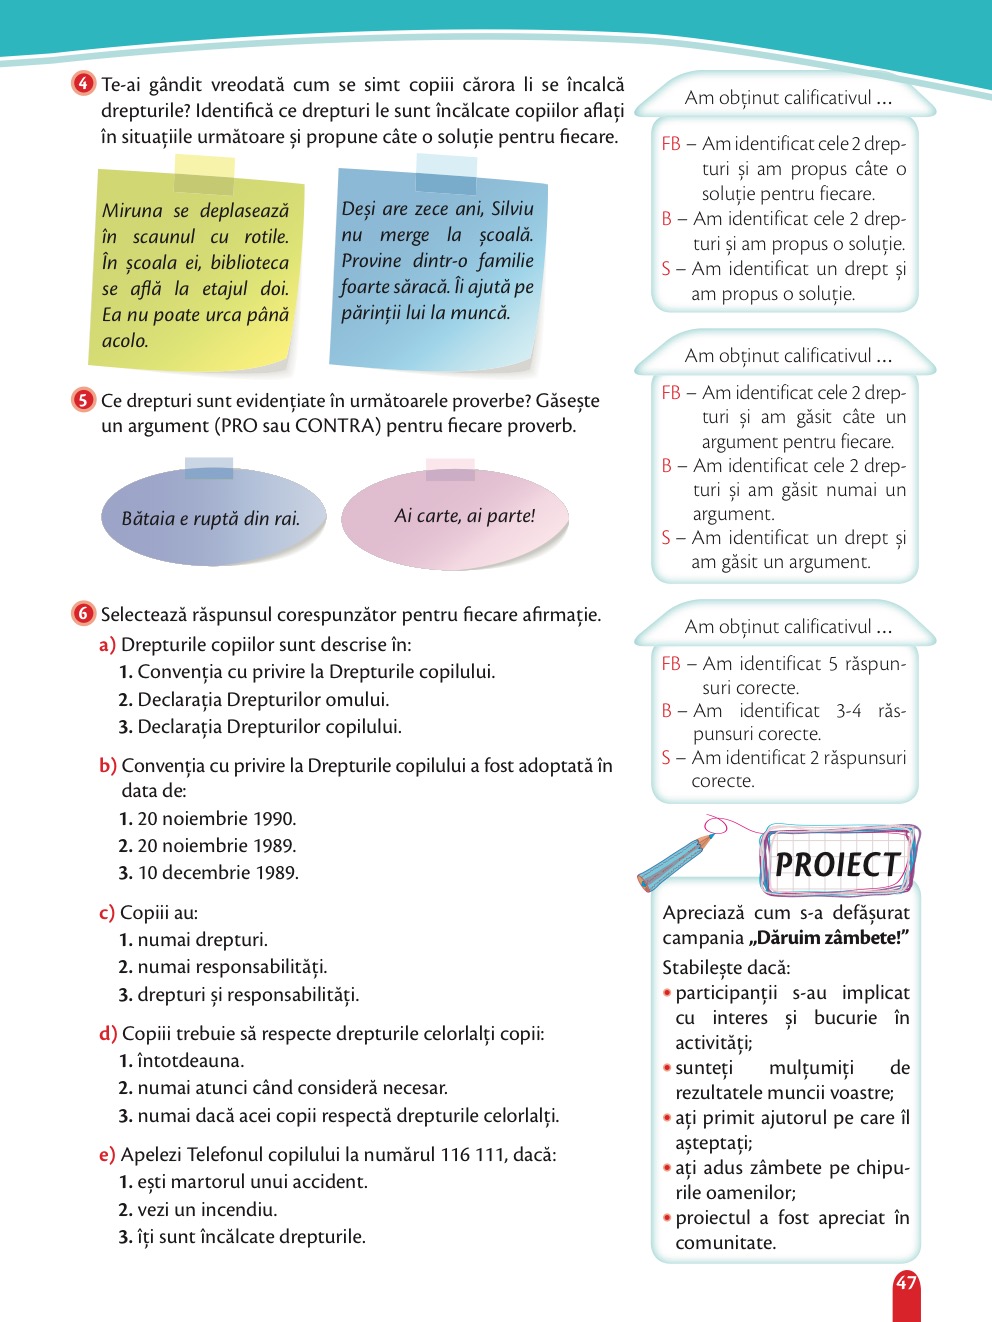 4 Te-ai gândit vreodată cum se simt copiii cărora li se încalcă
drepturile? Identifică ce drepturi le sunt încălcate copiilor aflați
în situațiile următoare și propune câte o soluție pentru fiecare.
Miruna se deplasează
în scaunul cu rotile.
În școala ei, biblioteca
se află la etajul doi.
Ea nu poate urca până
acolo.
Deși are zece ani, Silviu
nu merge la școală.
Provine dintr-o familie
foarte săracă. Îi ajută pe
părinții lui la muncă.
5 Ce drepturi sunt evidențiate în următoarele proverbe? Găsește
un argument (PRO sau CONTRA) pentru fiecare proverb.
Bătaia e ruptă din rai.
Ai carte, ai parte!
6 Selectează răspunsul corespunzător pentru fiecare afirmație.
a) Drepturile copiilor sunt descrise în:
1. Convenția cu privire la Drepturile copilului.
2. Declarația Drepturilor omului.
3. Declarația Drepturilor copilului.
b) Convenția cu privire la Drepturile copilului a fost adoptată în
data de:
1. 20 noiembrie 1990.
2. 20 noiembrie 1989.
3. 10 decembrie 1989.
c) Copiii au:
1. numai drepturi.
2. numai responsabilități.
3. drepturi și responsabilități.
d) Copiii trebuie să respecte drepturile celorlalți copii:
1. întotdeauna.
2. numai atunci când consideră necesar.
3. numai dacă acei copii respectă drepturile celorlalți.
e) Apelezi Telefonul copilului la numărul 116 111, dacă:
1. ești martorul unui accident.
2. vezi un incendiu.
3. îți sunt încălcate drepturile.
Am obținut calificativul ...
FB – Am identificat cele 2 drep-
turi și am propus câte o
soluție pentru fiecare.
B – Am identificat cele 2 drep-
turi și am propus o soluție.
S – Am identificat un drept și
am propus o soluție.
Am obținut calificativul ...
FB – Am identificat cele 2 drep-
turi și am găsit câte un
argument pentru fiecare.
B – Am identificat cele 2 drep-
turi și am găsit numai un
argument.
S – Am identificat un drept și
am găsit un argument.
Am obținut calificativul ...
FB – Am identificat 5 răspun-
suri corecte.
B – Am identificat 3-4 răs-
punsuri corecte.
S – Am identificat 2 răspunsuri
corecte.
PROIECT
Apreciază cum s-a defășurat
campania „Dăruim zâmbete!”
Stabilește dacă:
• participanții s-au implicat
cu interes și bucurie în
activități;
• sunteți mulțumiți de
rezultatele muncii voastre;
• ați primit ajutorul pe care îl
așteptați;
• ați adus zâmbete pe chipu-
rile oamenilor;
• proiectul a fost apreciat în
comunitate.
47